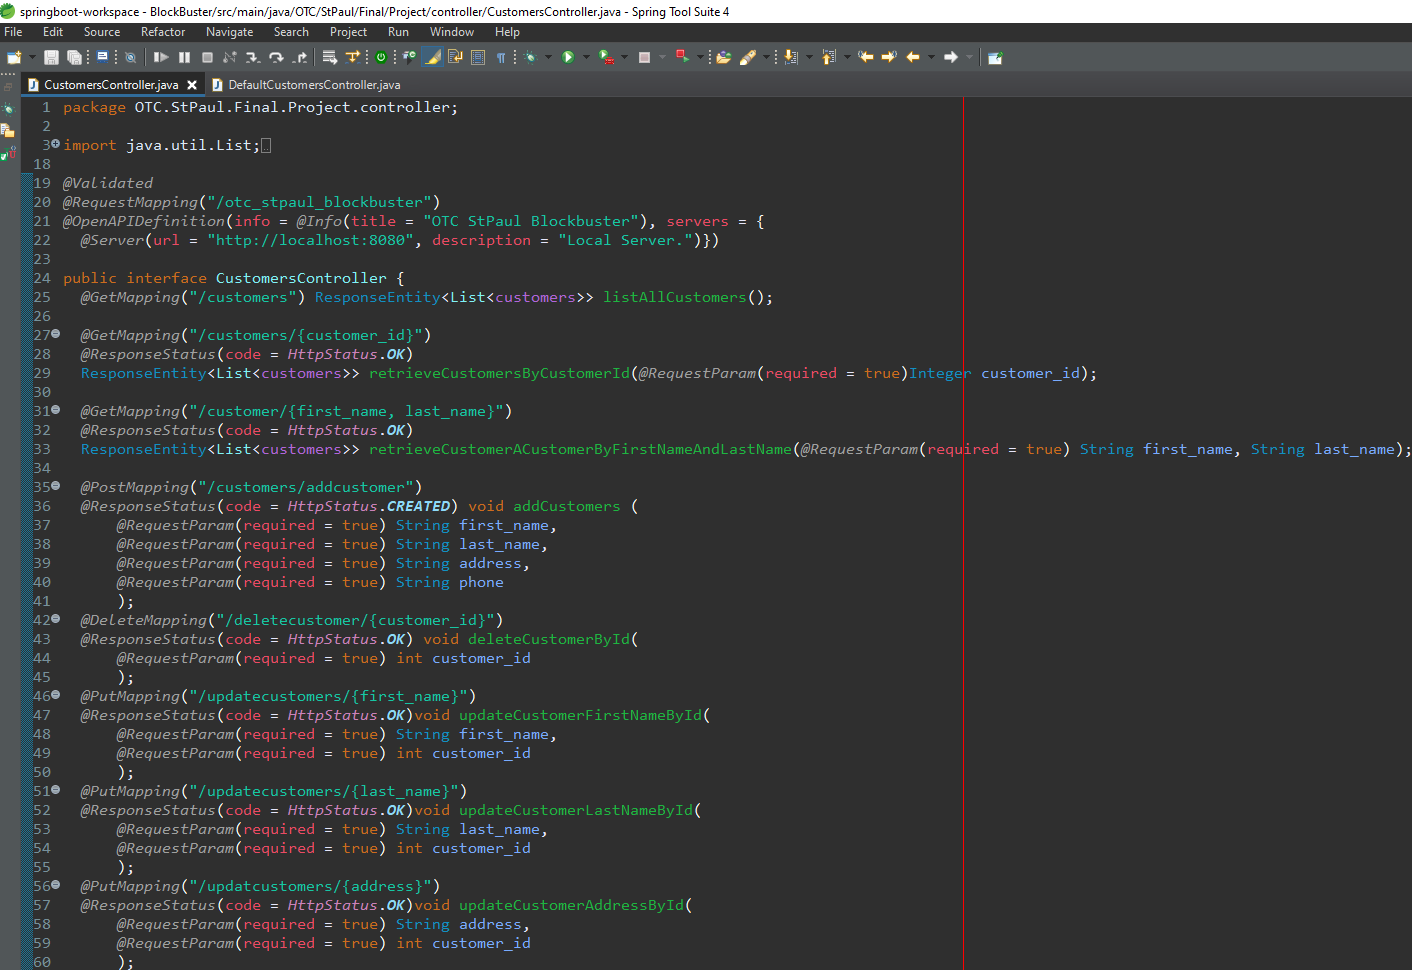 springboot-workspace - BlockBuster/src/main/java/OTC/StPaul/Final/Project/controller/CustomersController.java - Spring Tool Suite 4
File Edit Source Refactor Navigate Search Project Run Window Help
CustomersController.java DefaultCustomersController.java
1 package OTC.StPaul.Final.Project.controller;
2
3 import java.util.List;
18
19 @Validated
20 @RequestMapping("/otc_stpaul_blockbuster")
21 @OpenAPIDefinition(info = @Info(title = "OTC StPaul Blockbuster"), servers = {
22 @Server(url = "http://localhost:8080", description = "Local Server.")})
23
24 public interface CustomersController {
25 @GetMapping("/customers") ResponseEntity<List<customers>> listAllCustomers();
26
27 @GetMapping("/customers/{customer_id}")
28 @ResponseStatus(code = HttpStatus.OK)
29 ResponseEntity<List<customers>> retrieveCustomersByCustomerId(@RequestParam(required = true)Integer customer_id);
30
31 @GetMapping("/customer/{first_name, last_name}")
32 @ResponseStatus(code = HttpStatus.OK)
33 ResponseEntity<List<customers>> retrieveCustomerACustomerByFirstNameAndLastName(@RequestParam(required = true) String first_name, String last_name);
34
35 @PostMapping("/customers/addcustomer")
36 @ResponseStatus(code = HttpStatus.CREATED) void addCustomers (
37 @RequestParam(required = true) String first_name,
38 @RequestParam(required = true) String last_name,
39 @RequestParam(required = true) String address,
40 @RequestParam(required = true) String phone
41 );
42 @DeleteMapping("/deletecustomer/{customer_id}")
43 @ResponseStatus(code = HttpStatus.OK) void deleteCustomerById(
44 @RequestParam(required = true) int customer_id
45 );
46 @PutMapping("/updatecustomers/{first_name}")
47 @ResponseStatus(code = HttpStatus.OK)void updateCustomerFirstNameById(
48 @RequestParam(required = true) String first_name,
49 @RequestParam(required = true) int customer_id
50 );
51 @PutMapping("/updatecustomers/{last_name}")
52 @ResponseStatus(code = HttpStatus.OK)void updateCustomerLastNameById(
53 @RequestParam(required = true) String last_name,
54 @RequestParam(required = true) int customer_id
55 );
56 @PutMapping("/updatcustomers/{address}")
57 @ResponseStatus(code = HttpStatus.OK)void updateCustomerAddressById(
58 @RequestParam(required = true) String address,
59 @RequestParam(required = true) int customer_id
60 );